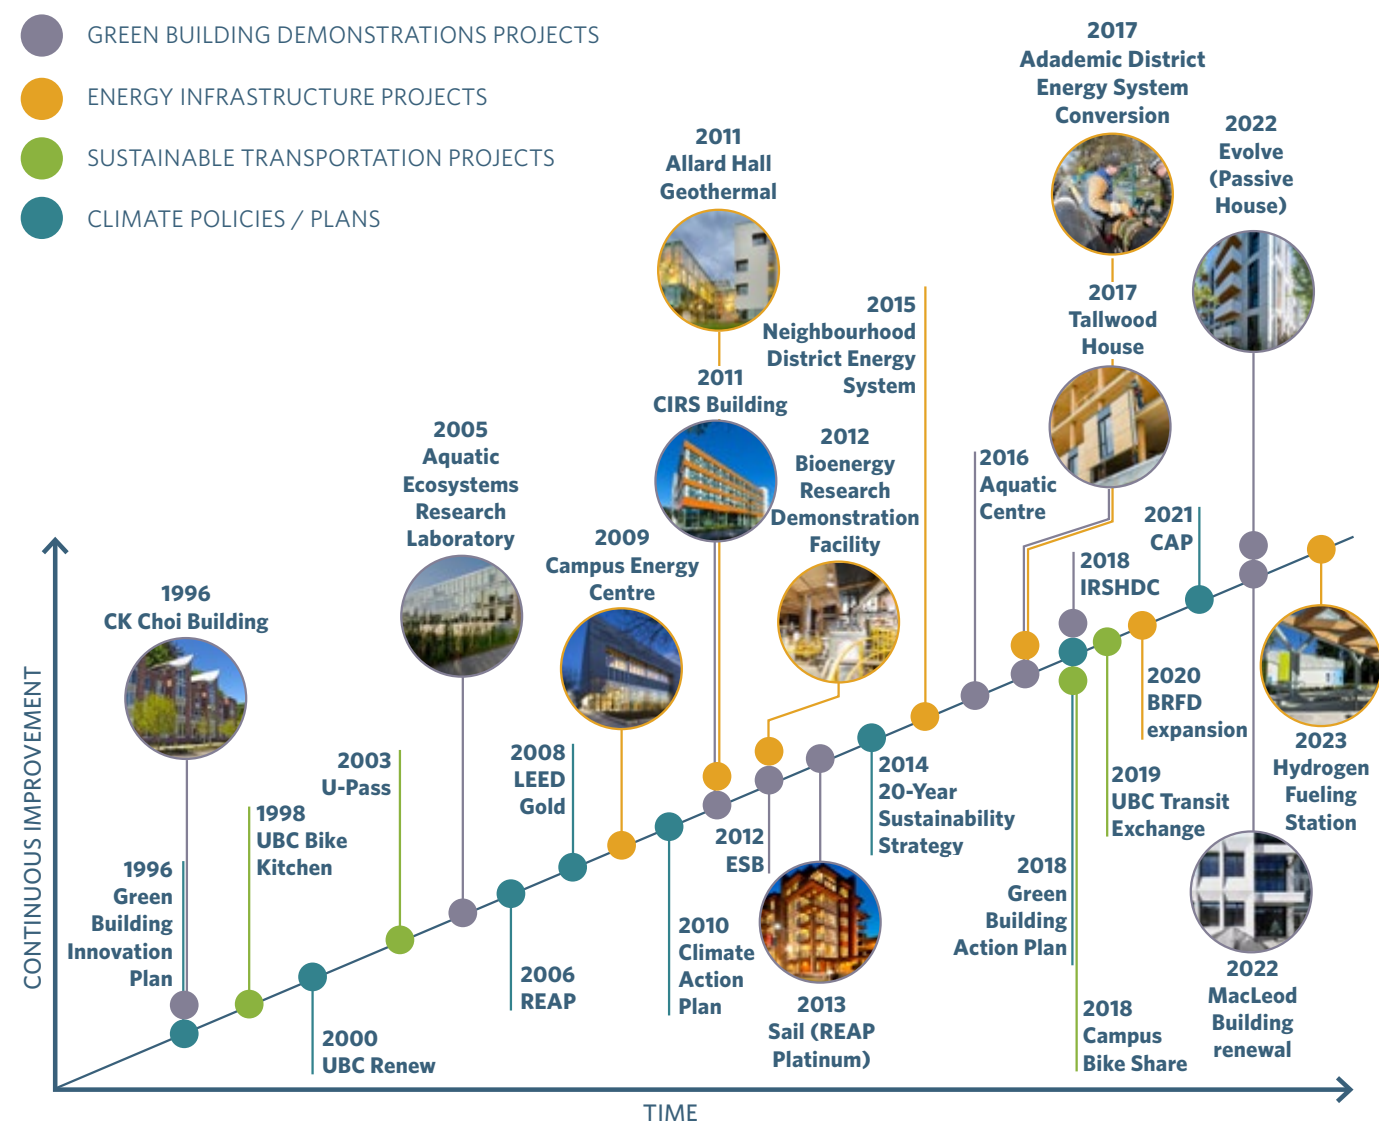 GREEN BUILDING DEMONSTRATIONS PROJECTS
ENERGY INFRASTRUCTURE PROJECTS
SUSTAINABLE TRANSPORTATION PROJECTS
CLIMATE POLICIES / PLANS
CONTINUOUS IMPROVEMENT
1996
Green
Building
Innovation
Plan
1996
CK Choi Building
1998
UBC Bike
Kitchen
2000
UBC Renew
2003
U-Pass
2005
Aquatic
Ecosystems
Research
Laboratory
2006
REAP
2008
LEED
Gold
2009
Campus Energy
Centre
2010
Climate
Action
Plan
2011
Allard Hall
Geothermal
2011
CIRS Building
2012
ESB
2012
Bioenergy
Research
Demonstration
Facility
2013
Sail (REAP
Platinum)
2014
20-Year
Sustainability
Strategy
2015
Neighbourhood
District Energy
System
2016
Aquatic
Centre
2017
Adademic District
Energy System
Conversion
2017
Tallwood
House
2018
IRSHDC
2018
Green
Building
Action Plan
2018
Campus
Bike Share
2019
UBC Transit
Exchange
2020
BRFD
expansion
2021
CAP
2022
Evolve
(Passive
House)
2022
MacLeod
Building
renewal
2023
Hydrogen
Fueling
Station
TIME